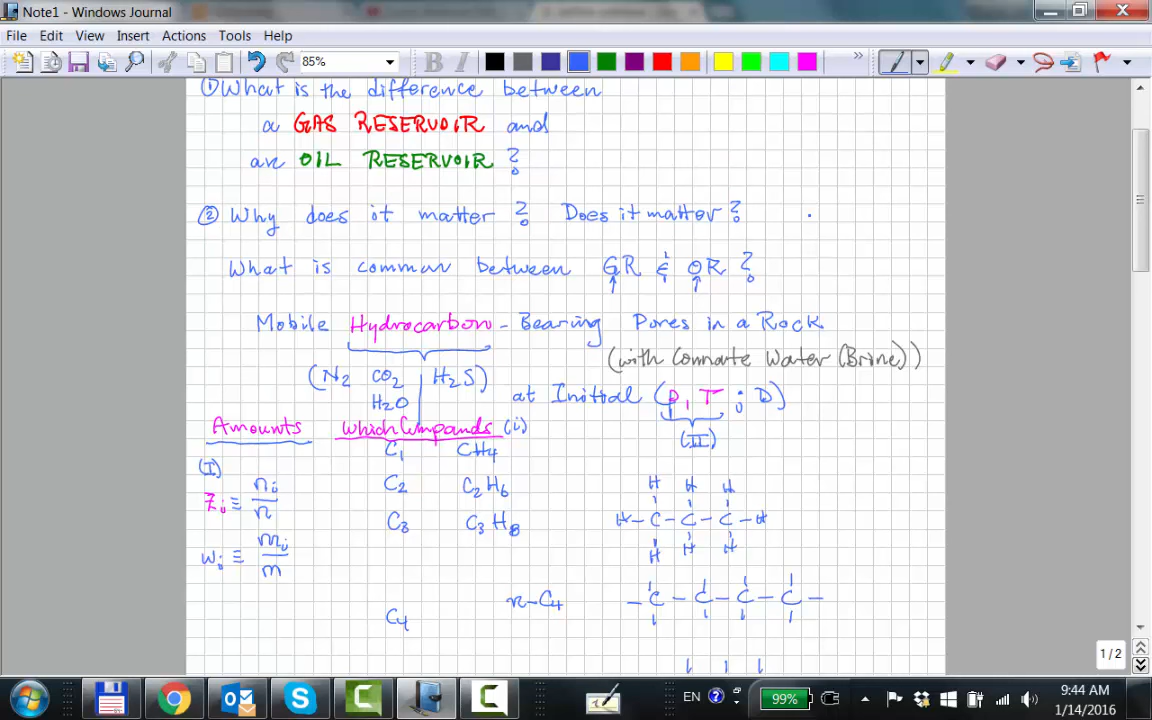 Note1 - Windows Journal
File Edit View Insert Actions Tools Help
85%
①What is the difference between
a GAS RESERVOIR and
an OIL RESERVOIR ?
② Why does it matter ? Does it matter ?
What is common between GR & OR ?
Mobile Hydrocarbon - Bearing Pores in a Rock
(with Connate Water (Brine))
(N2 CO2 H2S)
H2O
at Initial (P, T ; D)
(II)
Amounts Which Compounds (i)
(I)
C1 CH4
zi ≡ ni/n
C2 C2H6
C3 C3H8
wi ≡ mi/m
H H H
H-C-C-C-H
H H H
C4 n-C4 -C-C-C-C-
1/2
EN
99%
9:44 AM
1/14/2016